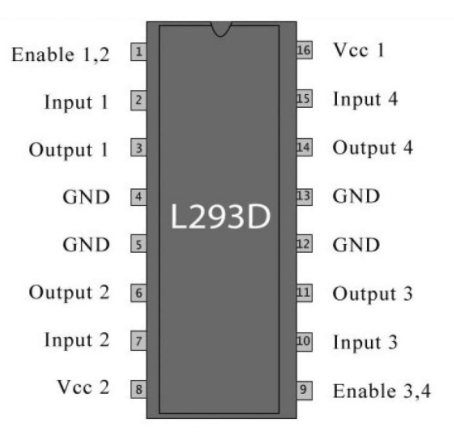 Enable 1,2 1 16 Vcc 1
Input 1 2 15 Input 4
Output 1 3 14 Output 4
GND 4 13 GND
L293D
GND 5 12 GND
Output 2 6 11 Output 3
Input 2 7 10 Input 3
Vcc 2 8 9 Enable 3,4